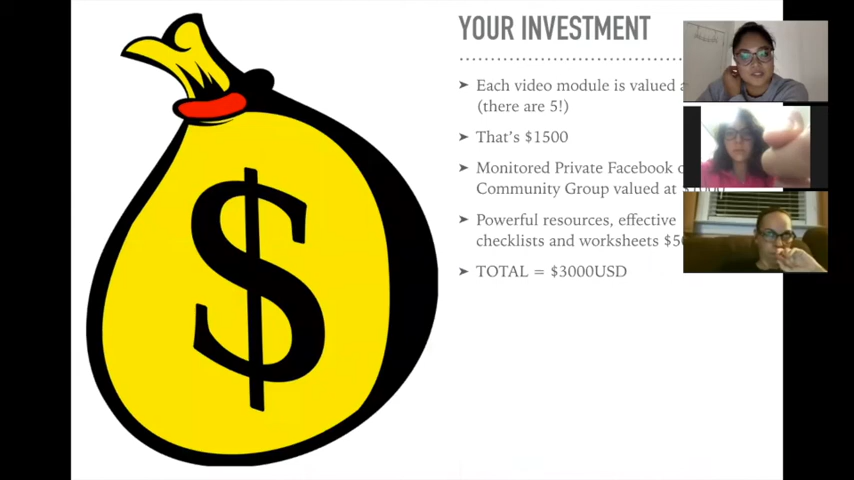 $
YOUR INVESTMENT
Each video module is valued
(there are 5!)
That's $1500
Monitored Private Facebook
Community Group valued at $1000
Powerful resources, effective
checklists and worksheets
TOTAL = $3000USD